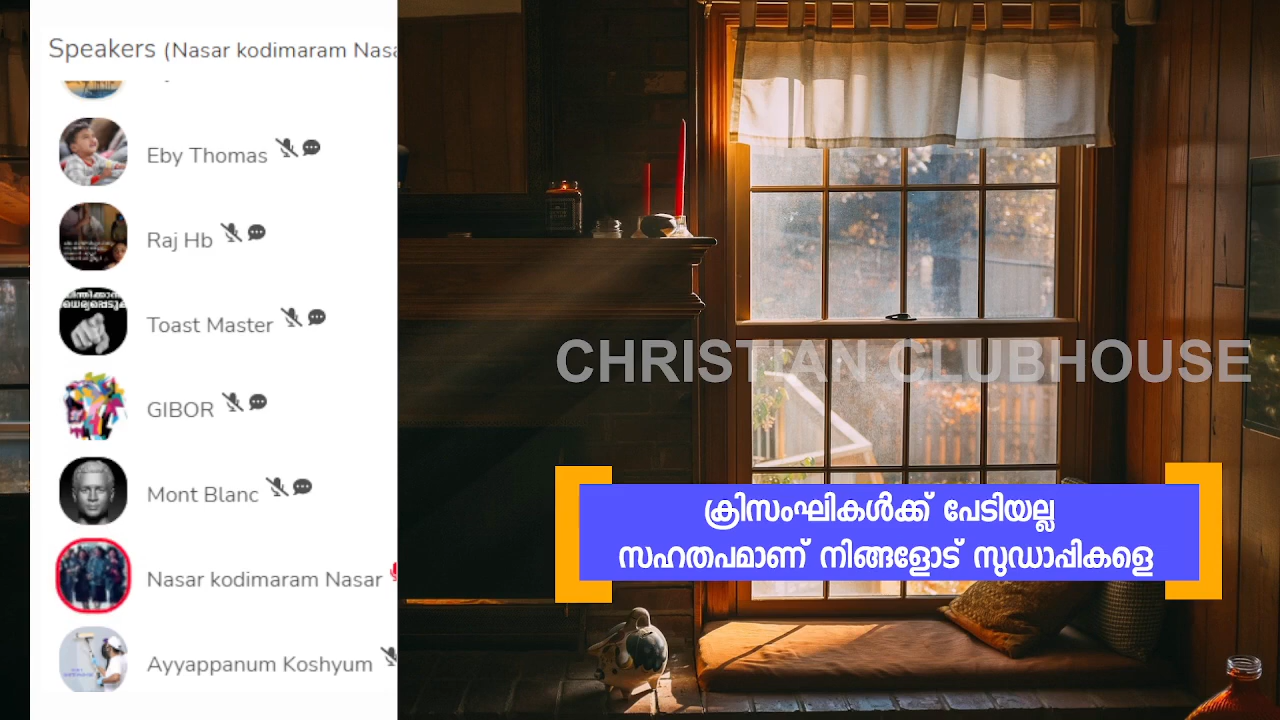 Speakers (Nasar kodimaram Nasa
Eby Thomas
Raj Hb
Toast Master
GIBOR
Mont Blanc
Nasar kodimaram Nasar
Ayyappanum Koshyum
CHRISTIAN CLUBHOUSE
ക്രിസംഘികൾക്ക് പേടിയല്ല
സഹതപമാണ് നിങ്ങളോട് സുഡാപ്പികളെ